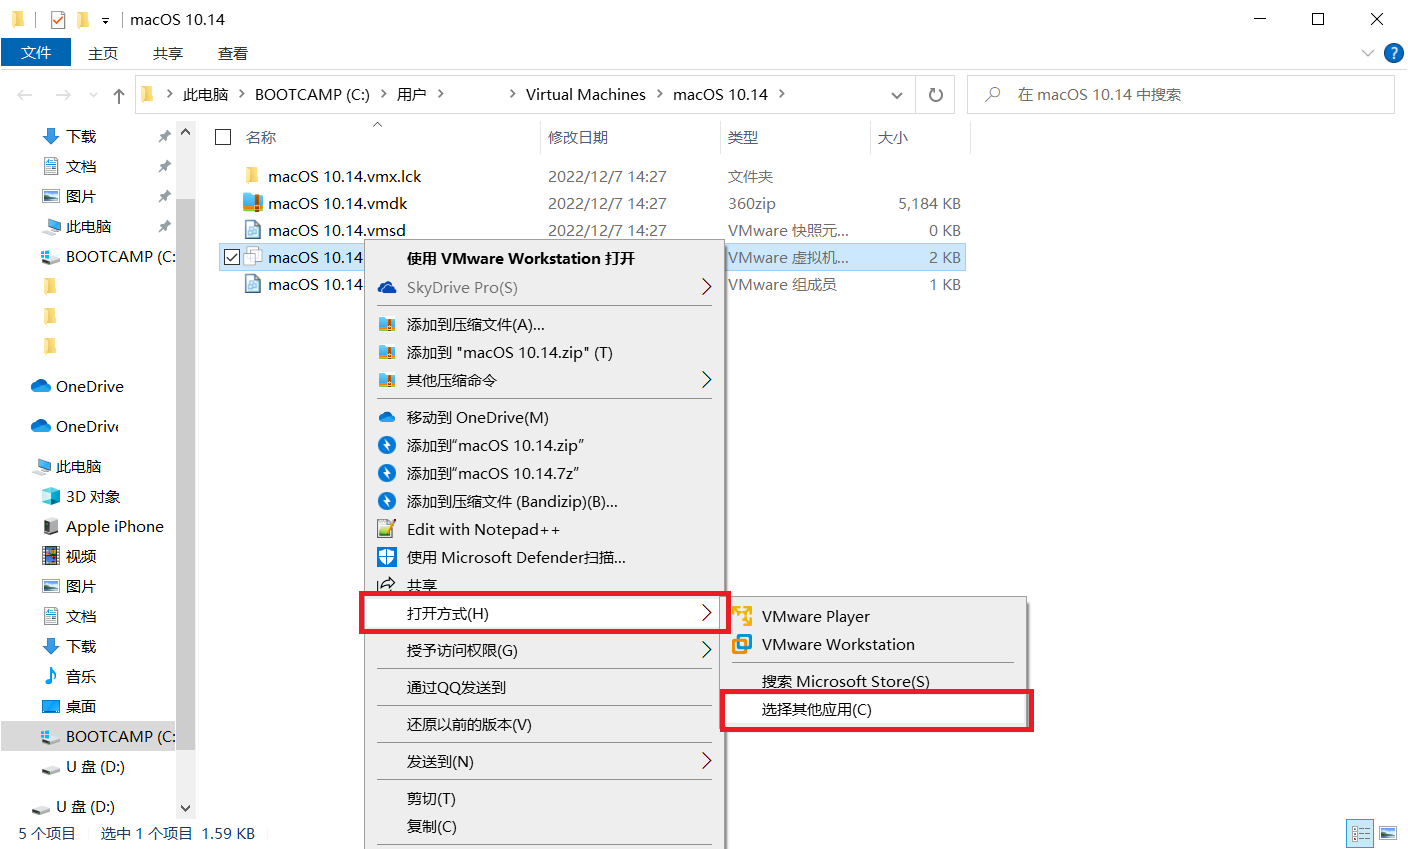 macOS 10.14
文件 主页 共享 查看
此电脑 BOOTCAMP (C:) 用户 Virtual Machines macOS 10.14
在 macOS 10.14 中搜索
名称 修改日期 类型 大小
macOS 10.14.vmx.lck 2022/12/7 14:27 文件夹
macOS 10.14.vmdk 2022/12/7 14:27 360zip 5,184 KB
macOS 10.14.vmsd 2022/12/7 14:27 VMware 快照元... 0 KB
macOS 10.14 VMware 虚拟机... 2 KB
macOS 10.14 VMware 组成员 1 KB
下载
文档
图片
此电脑
BOOTCAMP (C:
OneDrive
OneDrive
此电脑
3D 对象
Apple iPhone
视频
图片
文档
下载
音乐
桌面
BOOTCAMP (C:
U 盘 (D:)
U 盘 (D:)
使用 VMware Workstation 打开
SkyDrive Pro(S)
添加到压缩文件(A)...
添加到 "macOS 10.14.zip" (T)
其他压缩命令
移动到 OneDrive(M)
添加到“macOS 10.14.zip”
添加到“macOS 10.14.7z”
添加到压缩文件 (Bandizip)(B)...
Edit with Notepad++
使用 Microsoft Defender扫描...
共享
打开方式(H)
授予访问权限(G)
通过QQ发送到
还原以前的版本(V)
发送到(N)
剪切(T)
复制(C)
VMware Player
VMware Workstation
搜索 Microsoft Store(S)
选择其他应用(C)
5 个项目 选中 1 个项目 1.59 KB